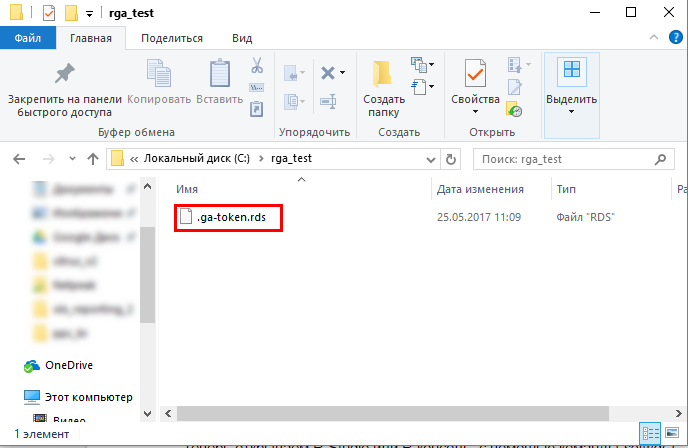 rga_test
Файл
Главная
Поделиться
Вид
Закрепить на панели
быстрого доступа
Копировать
Вставить
Создать
папку
Свойства
Выделить
Буфер обмена
Упорядочить
Создать
Открыть
Локальный диск (C:)
rga_test
Поиск: rga_test
Имя
Дата изменения
Тип
Ра
.ga-token.rds
25.05.2017 11:09
Файл "RDS"
OneDrive
Этот компьютер
Видео
1 элемент